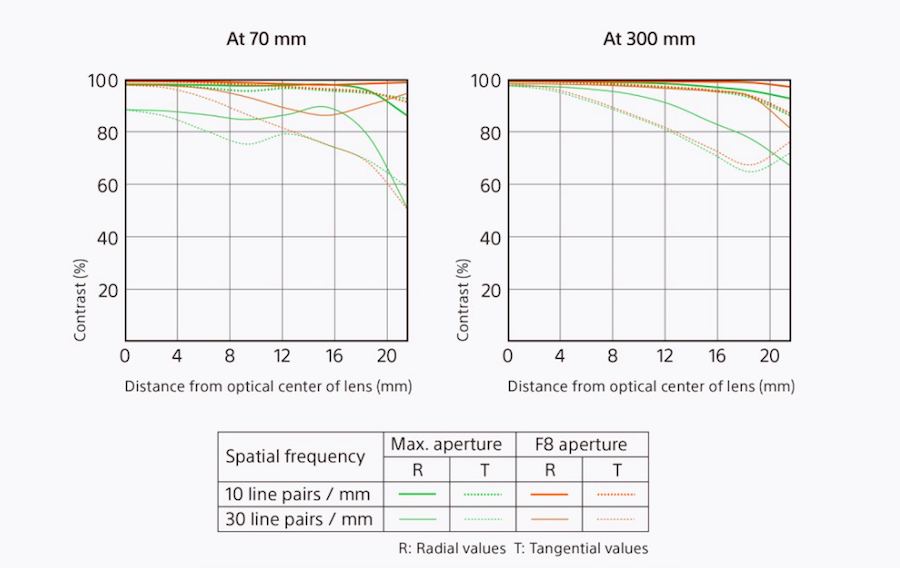 At 70 mm
100
80
60
40
20
Contrast (%)
0 4 8 12 16 20
Distance from optical center of lens (mm)
At 300 mm
100
80
60
40
20
Contrast (%)
0 4 8 12 16 20
Distance from optical center of lens (mm)
Spatial frequency Max. aperture F8 aperture
R T R T
10 line pairs / mm
30 line pairs / mm
R: Radial values T: Tangential values